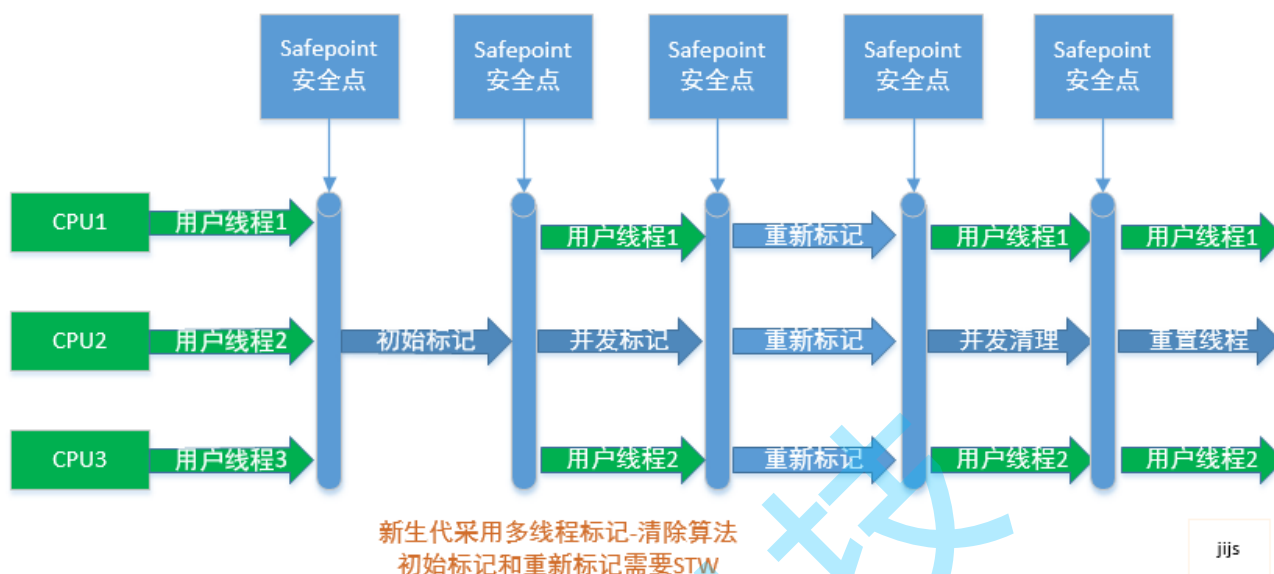 Safepoint
安全点
Safepoint
安全点
Safepoint
安全点
Safepoint
安全点
Safepoint
安全点
CPU1
用户线程1
用户线程1
重新标记
用户线程1
用户线程1
CPU2
用户线程2
初始标记
并发标记
重新标记
并发清理
重置线程
CPU3
用户线程3
用户线程2
重新标记
用户线程2
用户线程2
新生代采用多线程标记-清除算法
初始标记和重新标记需要STW
技
jijs